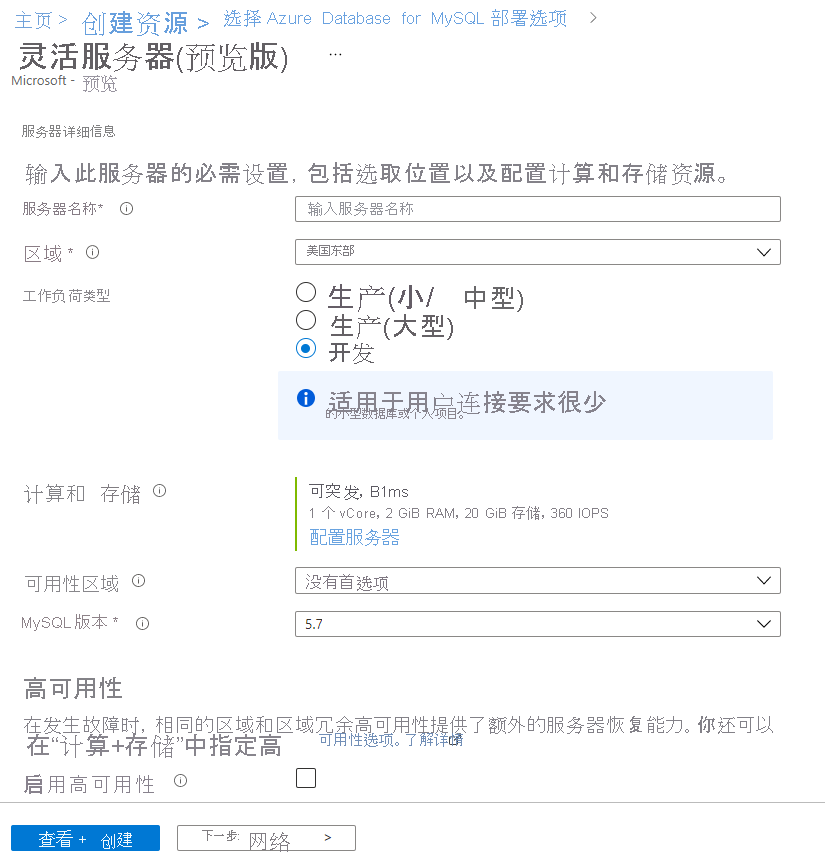 主页 > 创建资源 > 选择 Azure Database for MySQL 部署选项 >
灵活服务器(预览版) ...
Microsoft - 预览
服务器详细信息
输入此服务器的必需设置, 包括选取位置以及配置计算和存储资源。
服务器名称* 输入服务器名称
区域 * 美国东部
工作负荷类型 生产(小/ 中型)
生产(大型)
开发
适用于用户连接要求很少
的小型数据库或个人项目。
计算和 存储 可突发, B1ms
1 个 vCore, 2 GiB RAM, 20 GiB 存储, 360 IOPS
配置服务器
可用性区域 没有首选项
MySQL 版本 * 5.7
高可用性
在发生故障时, 相同的区域和区域冗余高可用性提供了额外的服务器恢复能力。你还可以
在“计算+存储”中指定高 可用性选项。了解详情
启用高可用性
查看 + 创建 下一步: 网络 >